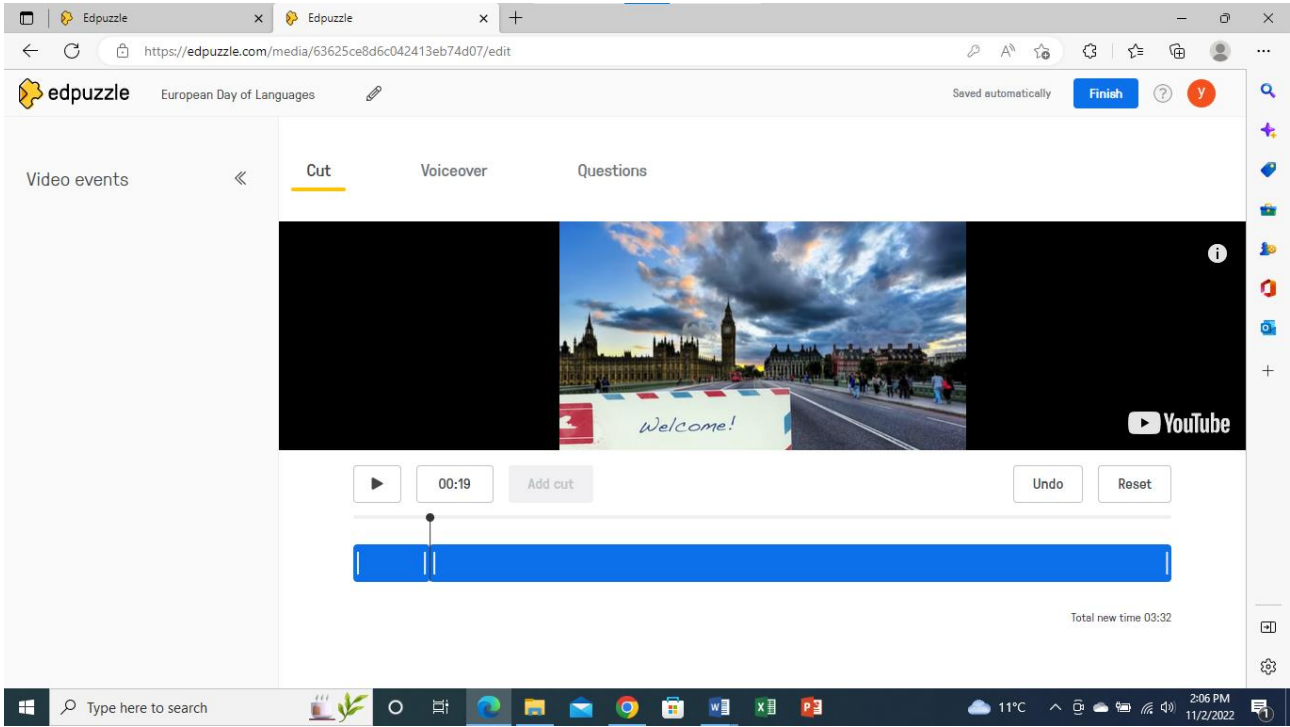 Edpuzzle
Edpuzzle
https://edpuzzle.com/media/63625ce8d6c042413eb74d07/edit
edpuzzle
European Day of Languages
Saved automatically
Finish
?
y
Video events
Cut
Voiceover
Questions
Welcome!
YouTube
00:19
Add cut
Undo
Reset
Total new time 03:32
Type here to search
11°C
2:06 PM
11/2/2022
1